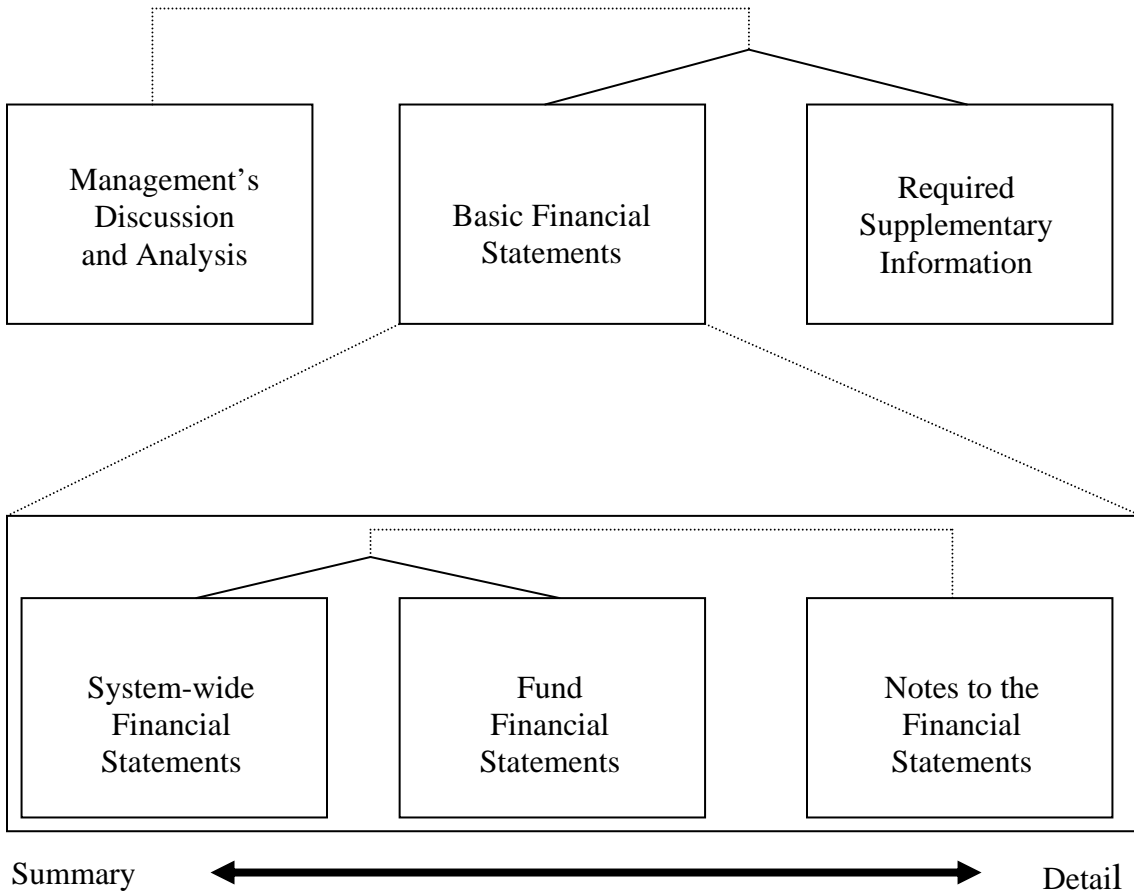 Management’s
Discussion
and Analysis
Basic Financial
Statements
Required
Supplementary
Information
System-wide
Financial
Statements
Fund
Financial
Statements
Notes to the
Financial
Statements
Summary
Detail